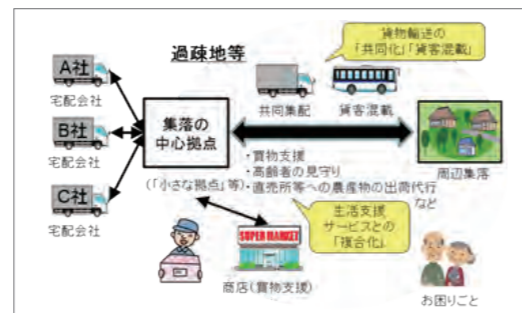 過疎地等
貨物輸送の
「共同化」「貨客混載」
A社
宅配会社
B社
宅配会社
C社
宅配会社
集落の
中心拠点
(「小さな拠点」等)
共同集配
貨客混載
周辺集落
・買物支援
・高齢者の見守り
・直売所等への農産物の出荷代行
など
生活支援
サービスとの
「複合化」
SUPER MARKET
商店(買物支援)
お困りごと